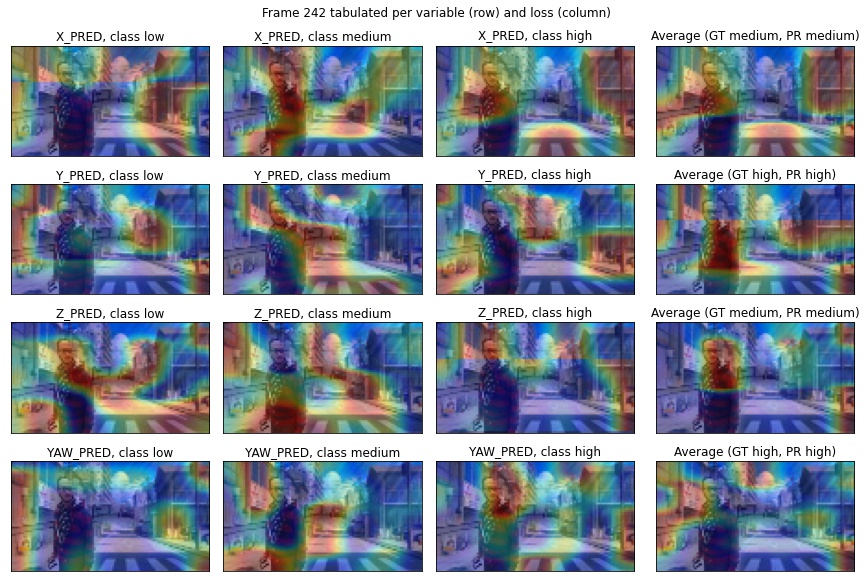 Frame 242 tabulated per variable (row) and loss (column)
X_PRED, class low
X_PRED, class medium
X_PRED, class high
Average (GT medium, PR medium)
Y_PRED, class low
Y_PRED, class medium
Y_PRED, class high
Average (GT high, PR high)
Z_PRED, class low
Z_PRED, class medium
Z_PRED, class high
Average (GT medium, PR medium)
YAW_PRED, class low
YAW_PRED, class medium
YAW_PRED, class high
Average (GT high, PR high)